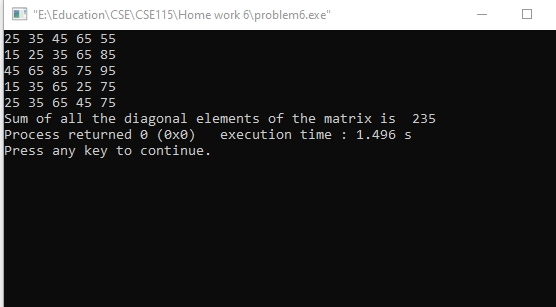 "E:\Education\CSE\CSE115\Home work 6\problem6.exe"
25 35 45 65 55
15 25 35 65 85
45 65 85 75 95
15 35 65 25 75
25 35 65 45 75
Sum of all the diagonal elements of the matrix is  235
Process returned 0 (0x0)   execution time : 1.496 s
Press any key to continue.